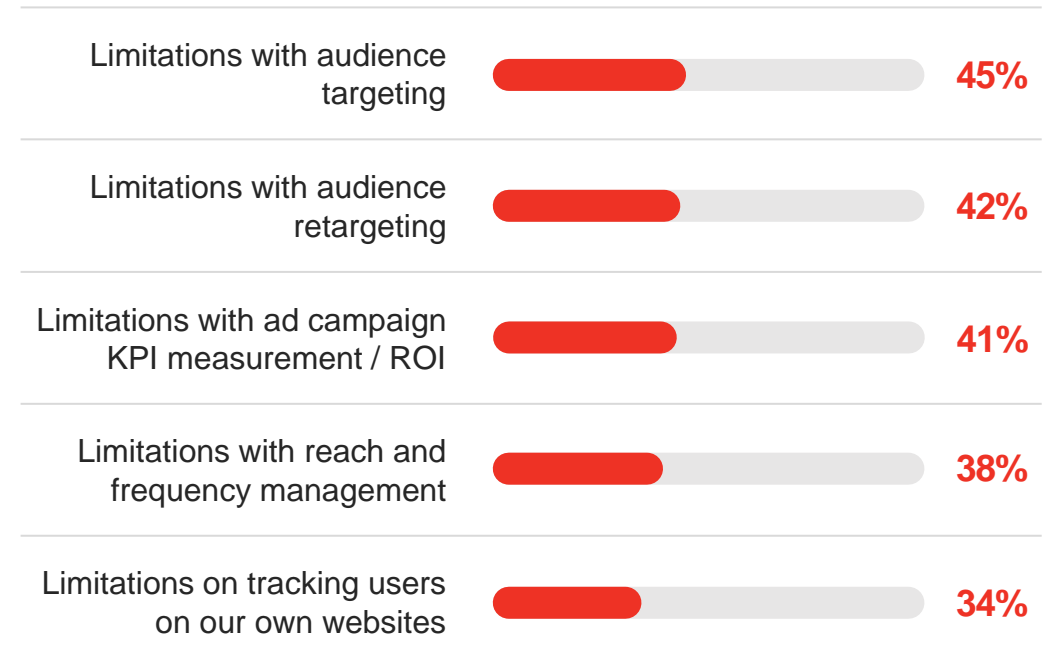 Limitations with audience
targeting
45%
Limitations with audience
retargeting
42%
Limitations with ad campaign
KPI measurement / ROI
41%
Limitations with reach and
frequency management
38%
Limitations on tracking users
on our own websites
34%